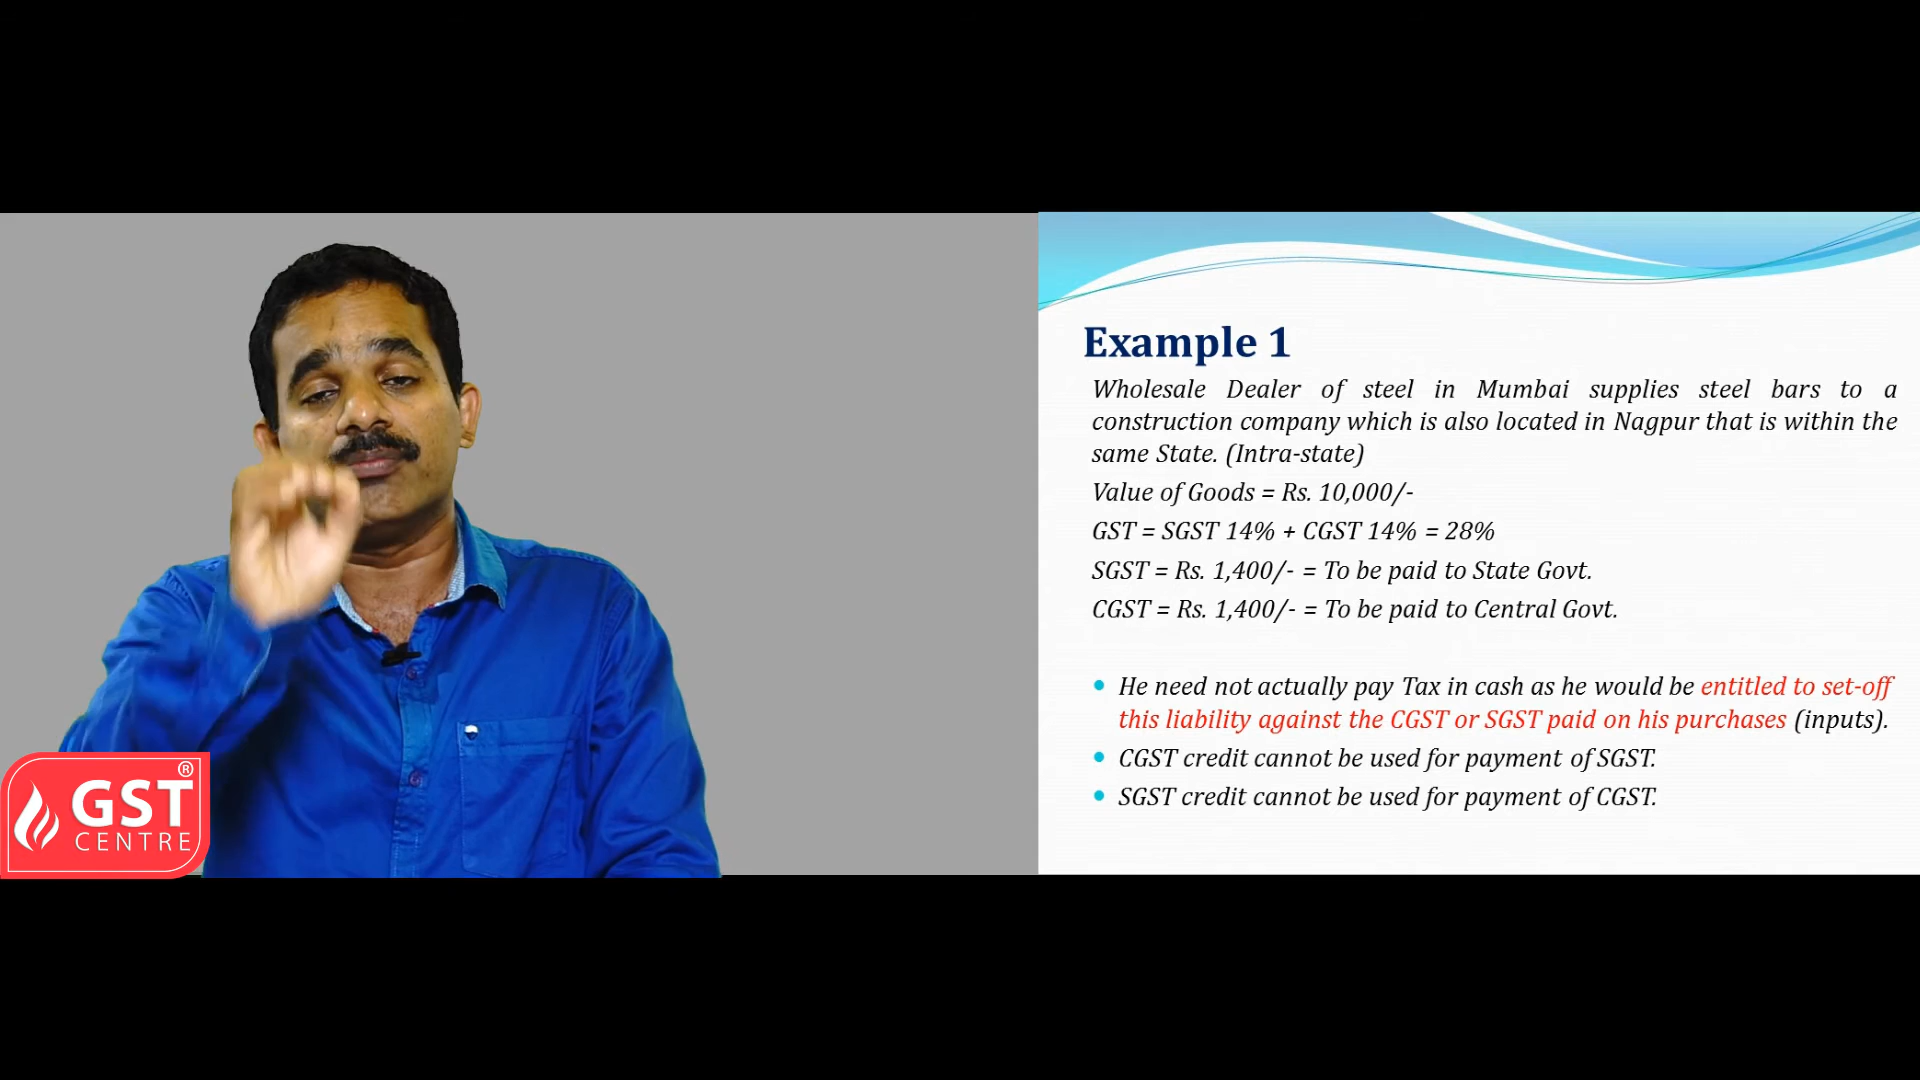 Example 1
Wholesale Dealer of steel in Mumbai supplies steel bars to a
construction company which is also located in Nagpur that is within the
same State. (Intra-state)
Value of Goods = Rs. 10,000/-
GST = SGST 14% + CGST 14% = 28%
SGST = Rs. 1,400/- = To be paid to State Govt.
CGST = Rs. 1,400/- = To be paid to Central Govt.
• He need not actually pay Tax in cash as he would be entitled to set-off
this liability against the CGST or SGST paid on his purchases (inputs).
• CGST credit cannot be used for payment of SGST.
• SGST credit cannot be used for payment of CGST.
GST®
CENTRE